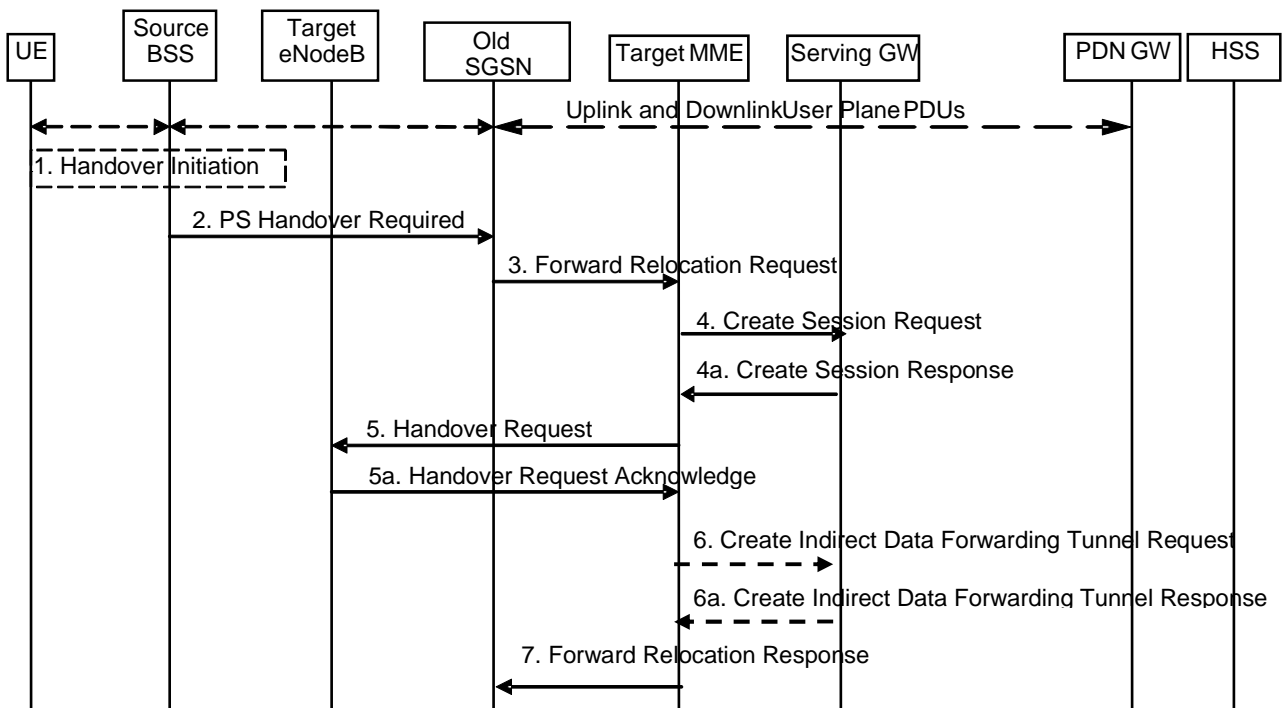 UE
Source
BSS
Target
eNodeB
Old
SGSN
Target MME
Serving GW
PDN GW
HSS
Uplink and DownlinkUser Plane PDUs
1. Handover Initiation
2. PS Handover Required
3. Forward Relocation Request
4. Create Session Request
4a. Create Session Response
5. Handover Request
5a. Handover Request Acknowledge
6. Create Indirect Data Forwarding Tunnel Request
6a. Create Indirect Data Forwarding Tunnel Response
7. Forward Relocation Response